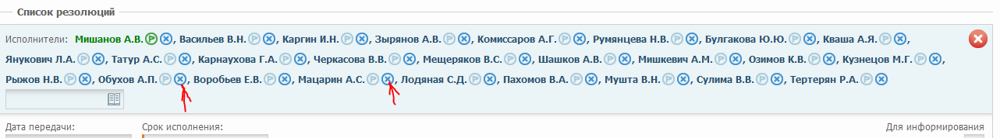 Список резолюций
Исполнители: Мишанов А.В. Ⓟ ⓧ, Васильев В.Н. Ⓟ ⓧ, Каргин И.Н. Ⓟ ⓧ, Зырянов А.В. Ⓟ ⓧ, Комиссаров А.Г. Ⓟ ⓧ, Румянцева Н.В. Ⓟ ⓧ, Булгакова Ю.Ю. Ⓟ ⓧ, Кваша А.Я. Ⓟ ⓧ,
Янукович Л.А. Ⓟ ⓧ, Татур А.С. Ⓟ ⓧ, Карнаухова Г.А. Ⓟ ⓧ, Черкасова В.В. Ⓟ ⓧ, Мещеряков В.С. Ⓟ ⓧ, Шашков А.В. Ⓟ ⓧ, Мишкевич А.М. Ⓟ ⓧ, Озимов К.В. Ⓟ ⓧ, Кузнецов М.Г. Ⓟ ⓧ,
Рыжов Н.В. Ⓟ ⓧ, Обухов А.П. Ⓟ ⓧ, Воробьев Е.В. Ⓟ ⓧ, Мацарин А.С. Ⓟ ⓧ, Лодяная С.Д. Ⓟ ⓧ, Пахомов В.А. Ⓟ ⓧ, Мушта В.Н. Ⓟ ⓧ, Сулима В.В. Ⓟ ⓧ, Тертерян Р.А. Ⓟ ⓧ
Дата передачи: Срок исполнения: Для информирования